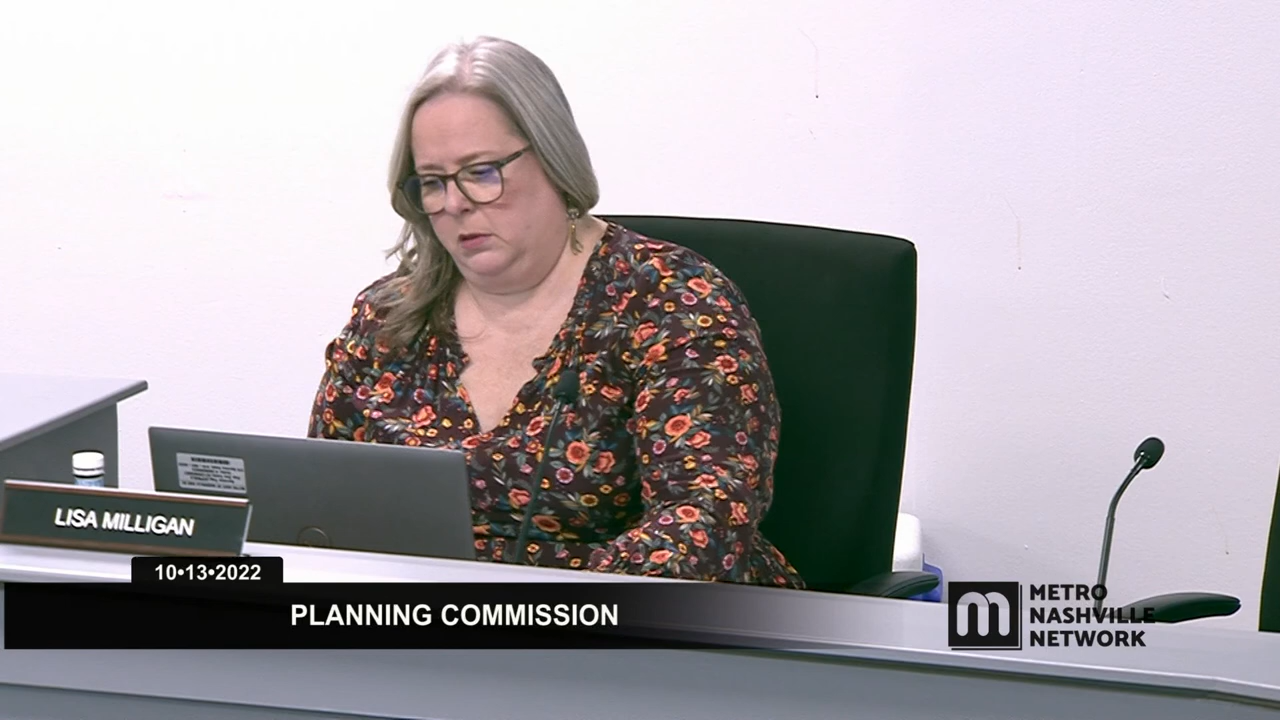 LISA MILLIGAN
10•13•2022
PLANNING COMMISSION
m
METRO
NASHVILLE
NETWORK